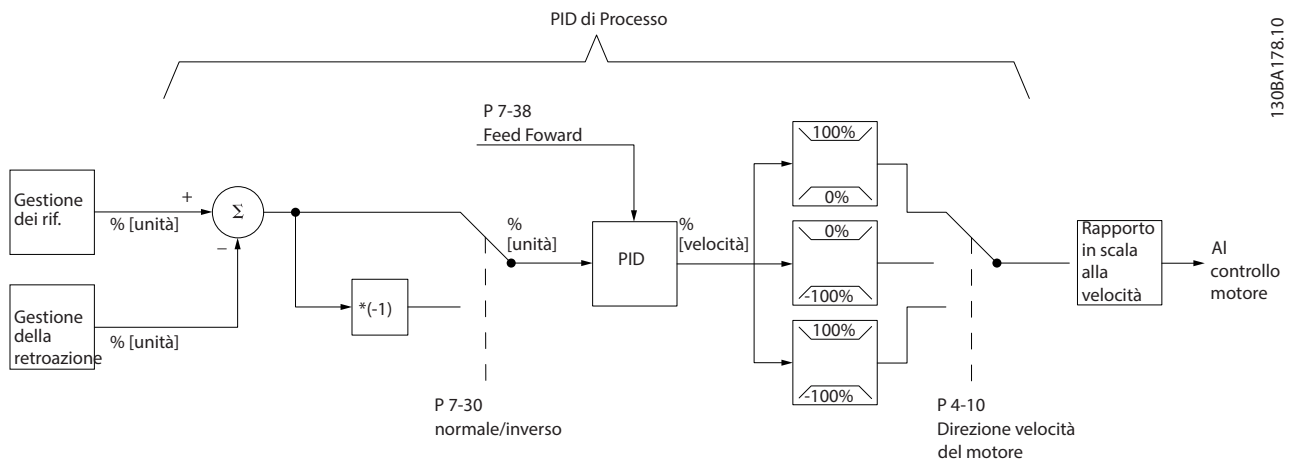 PID di Processo
130BA178.10
P 7-38
Feed Foward
Gestione
dei rif.
+
% [unità]
Σ
_
%
[unità]
PID
%
[velocità]
100%
0%
0%
-100%
100%
-100%
Rapporto
in scala
alla
velocità
Al
controllo
motore
*(-1)
Gestione
della
retroazione
% [unità]
P 7-30
normale/inverso
P 4-10
Direzione velocità
del motore